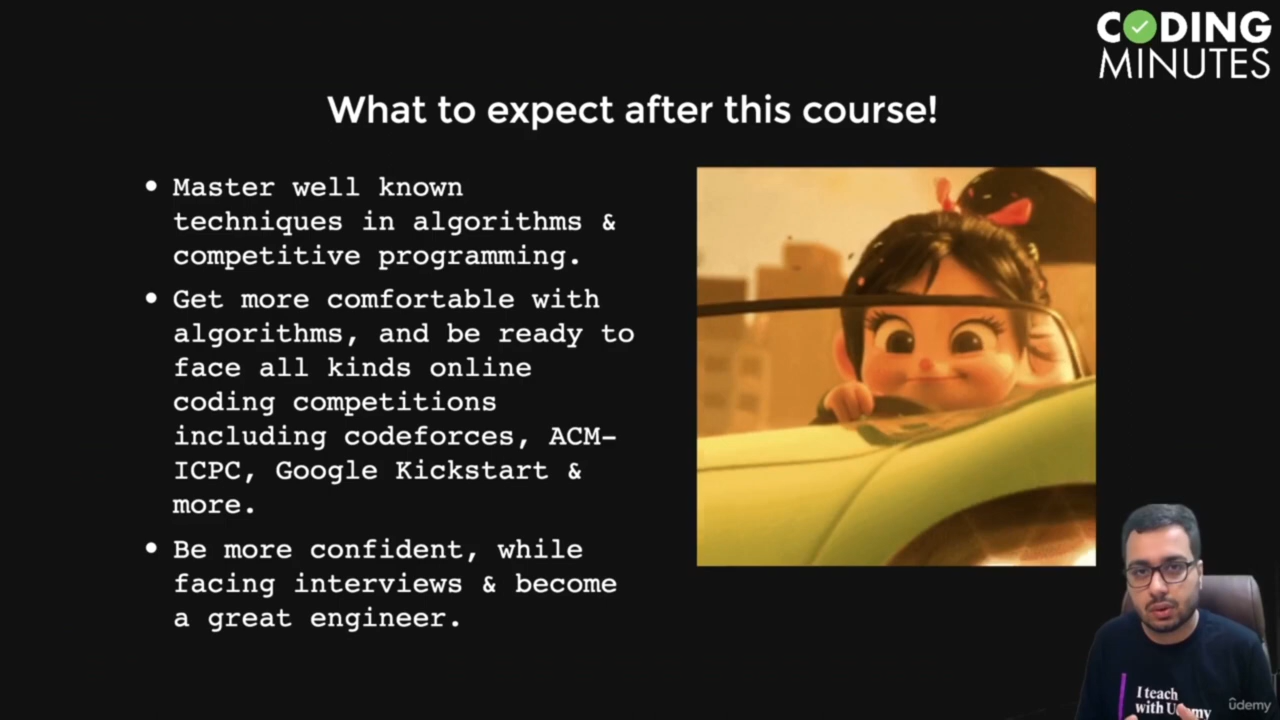 CODING
MINUTES
What to expect after this course!
• Master well known
techniques in algorithms &
competitive programming.
• Get more comfortable with
algorithms, and be ready to
face all kinds online
coding competitions
including codeforces, ACM-
ICPC, Google Kickstart &
more.
• Be more confident, while
facing interviews & become
a great engineer.
I teach
with Udemy
ûdemy